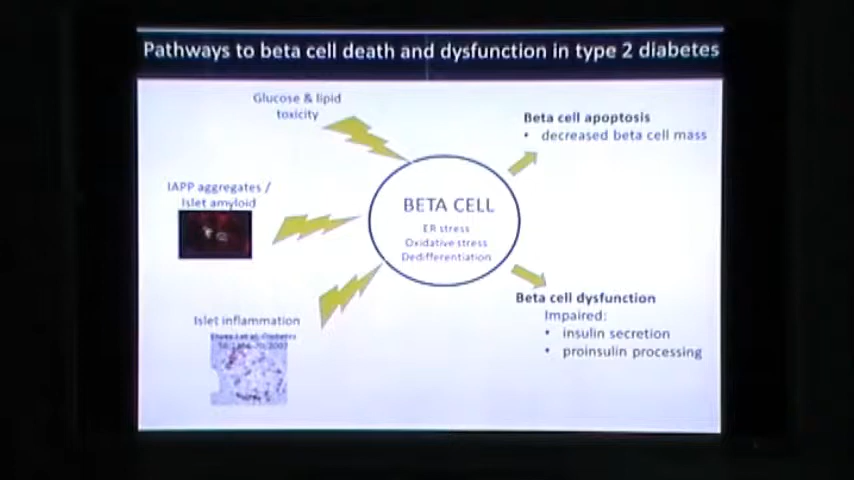 Pathways to beta cell death and dysfunction in type 2 diabetes
Glucose & lipid
toxicity
IAPP aggregates /
Islet amyloid
Islet inflammation
BETA CELL
ER stress
Oxidative stress
Dedifferentiation
Beta cell apoptosis
• decreased beta cell mass
Beta cell dysfunction
Impaired:
• insulin secretion
• proinsulin processing